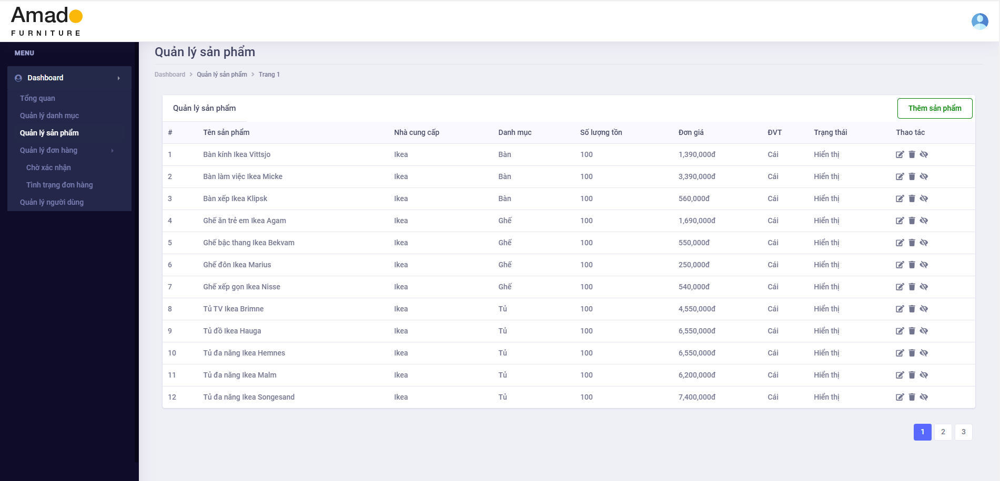 Amado
FURNITURE
MENU
Dashboard
Tổng quan
Quản lý danh mục
Quản lý sản phẩm
Quản lý đơn hàng
Chờ xác nhận
Tình trạng đơn hàng
Quản lý người dùng
Quản lý sản phẩm
Dashboard > Quản lý sản phẩm > Trang 1
Quản lý sản phẩm Thêm sản phẩm
# Tên sản phẩm Nhà cung cấp Danh mục Số lượng tồn Đơn giá ĐVT Trạng thái Thao tác
1 Bàn kính Ikea Vittsjo Ikea Bàn 100 1,390,000đ Cái Hiển thị
2 Bàn làm việc Ikea Micke Ikea Bàn 100 3,390,000đ Cái Hiển thị
3 Bàn xếp Ikea Klipsk Ikea Bàn 100 560,000đ Cái Hiển thị
4 Ghế ăn trẻ em Ikea Agam Ikea Ghế 100 1,690,000đ Cái Hiển thị
5 Ghế bậc thang Ikea Bekvam Ikea Ghế 100 550,000đ Cái Hiển thị
6 Ghế đôn Ikea Marius Ikea Ghế 100 250,000đ Cái Hiển thị
7 Ghế xếp gọn Ikea Nisse Ikea Ghế 100 540,000đ Cái Hiển thị
8 Tủ TV Ikea Brimne Ikea Tủ 100 4,550,000đ Cái Hiển thị
9 Tủ đồ Ikea Hauga Ikea Tủ 100 6,550,000đ Cái Hiển thị
10 Tủ đa năng Ikea Hemnes Ikea Tủ 100 6,550,000đ Cái Hiển thị
11 Tủ đa năng Ikea Malm Ikea Tủ 100 6,200,000đ Cái Hiển thị
12 Tủ đa năng Ikea Songesand Ikea Tủ 100 7,400,000đ Cái Hiển thị
1 2 3